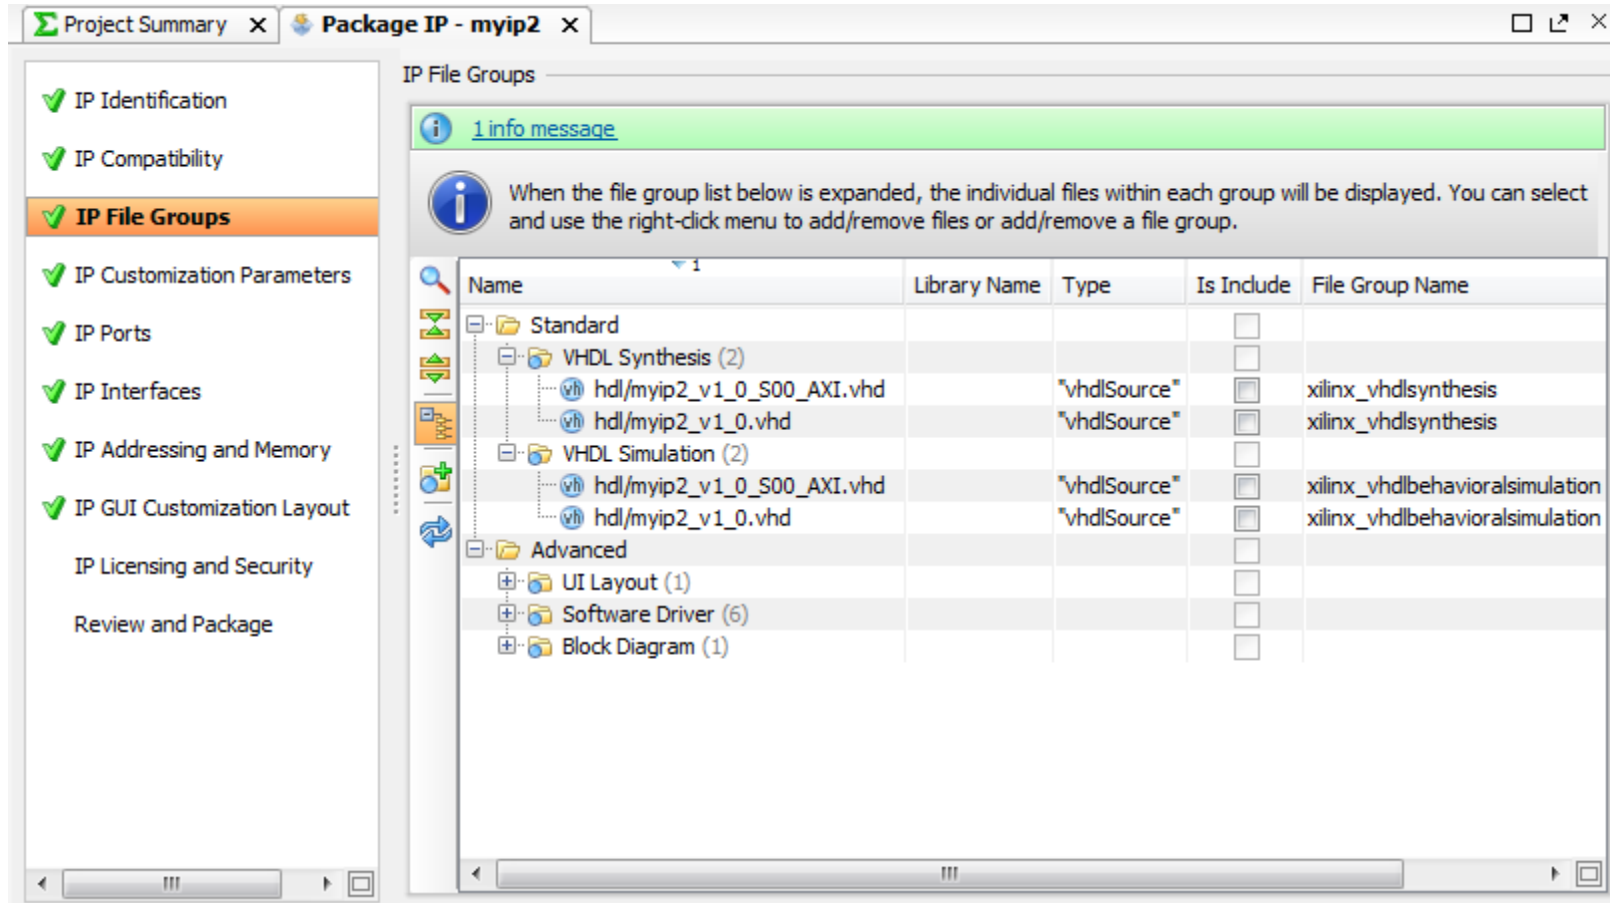 Project Summary X Package IP - myip2 X
IP Identification
IP Compatibility
IP File Groups
IP Customization Parameters
IP Ports
IP Interfaces
IP Addressing and Memory
IP GUI Customization Layout
IP Licensing and Security
Review and Package
IP File Groups
1 info message
When the file group list below is expanded, the individual files within each group will be displayed. You can select
and use the right-click menu to add/remove files or add/remove a file group.
1
Name Library Name Type Is Include File Group Name
Standard
VHDL Synthesis (2)
hdl/myip2_v1_0_S00_AXI.vhd "vhdlSource" xilinx_vhdlsynthesis
hdl/myip2_v1_0.vhd "vhdlSource" xilinx_vhdlsynthesis
VHDL Simulation (2)
hdl/myip2_v1_0_S00_AXI.vhd "vhdlSource" xilinx_vhdlbehavioralsimulation
hdl/myip2_v1_0.vhd "vhdlSource" xilinx_vhdlbehavioralsimulation
Advanced
UI Layout (1)
Software Driver (6)
Block Diagram (1)